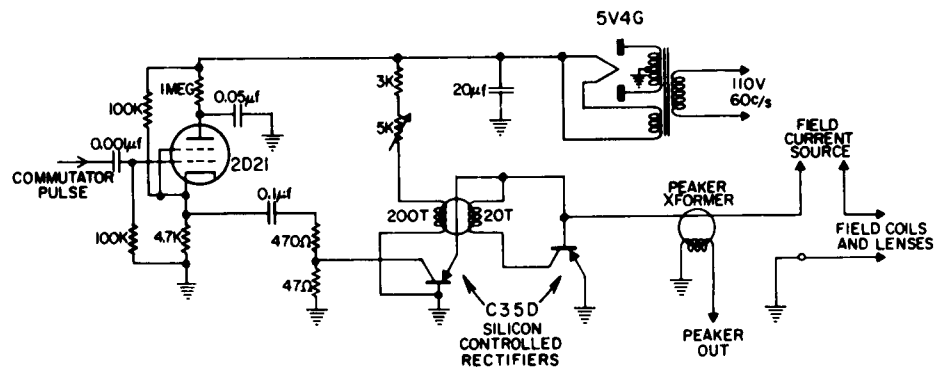 5V4G
110V
60c/s
3K
20µf
1MEG
100K
0.05µf
5K
0.001µf
2D21
COMMUTATOR
PULSE
FIELD
CURRENT
SOURCE
PEAKER
XFORMER
0.1µf
200T
20T
100K
4.7K
470Ω
47Ω
FIELD COILS
AND LENSES
C35D
SILICON
CONTROLLED
RECTIFIERS
PEAKER
OUT